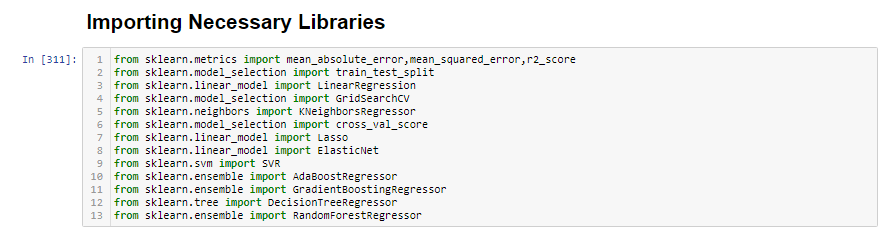 Importing Necessary Libraries
In [311]:
1 from sklearn.metrics import mean_absolute_error,mean_squared_error,r2_score
2 from sklearn.model_selection import train_test_split
3 from sklearn.linear_model import LinearRegression
4 from sklearn.model_selection import GridSearchCV
5 from sklearn.neighbors import KNeighborsRegressor
6 from sklearn.model_selection import cross_val_score
7 from sklearn.linear_model import Lasso
8 from sklearn.linear_model import ElasticNet
9 from sklearn.svm import SVR
10 from sklearn.ensemble import AdaBoostRegressor
11 from sklearn.ensemble import GradientBoostingRegressor
12 from sklearn.tree import DecisionTreeRegressor
13 from sklearn.ensemble import RandomForestRegressor